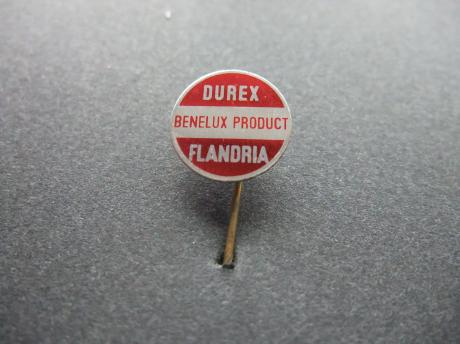 DUREX
BENELUX PRODUCT
FLANDRIA